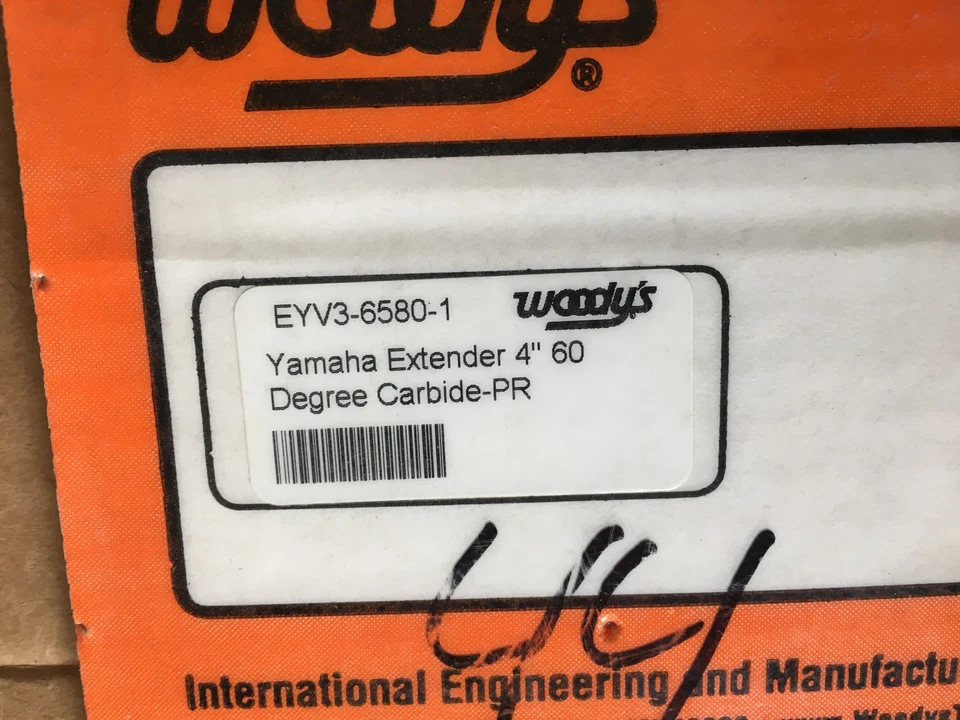 woody's
®
EYV3-6580-1 woody's
Yamaha Extender 4" 60
Degree Carbide-PR
International Engineering and Manufactu